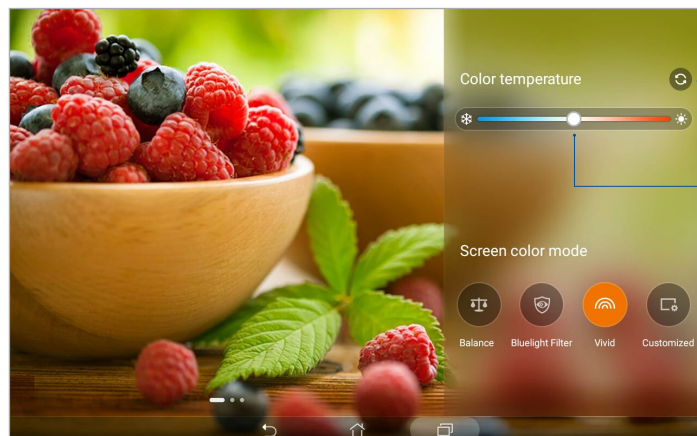 Color temperature
Screen color mode
Balance
Bluelight Filter
Vivid
Customized